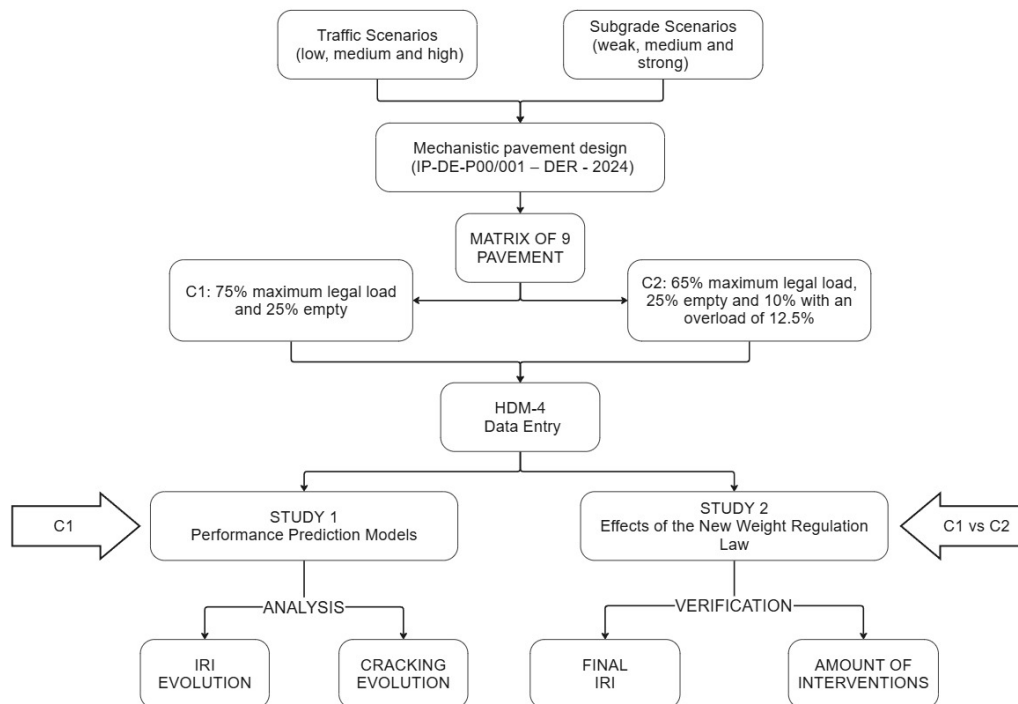 Traffic Scenarios
(low, medium and high)
Subgrade Scenarios
(weak, medium and
strong)
Mechanistic pavement design
(IP-DE-P00/001 – DER - 2024)
MATRIX OF 9
PAVEMENT
C1: 75% maximum legal load
and 25% empty
C2: 65% maximum legal load,
25% empty and 10% with an
overload of 12.5%
HDM-4
Data Entry
C1
STUDY 1
Performance Prediction Models
STUDY 2
Effects of the New Weight Regulation
Law
C1 vs C2
ANALYSIS
VERIFICATION
IRI
EVOLUTION
CRACKING
EVOLUTION
FINAL
IRI
AMOUNT OF
INTERVENTIONS